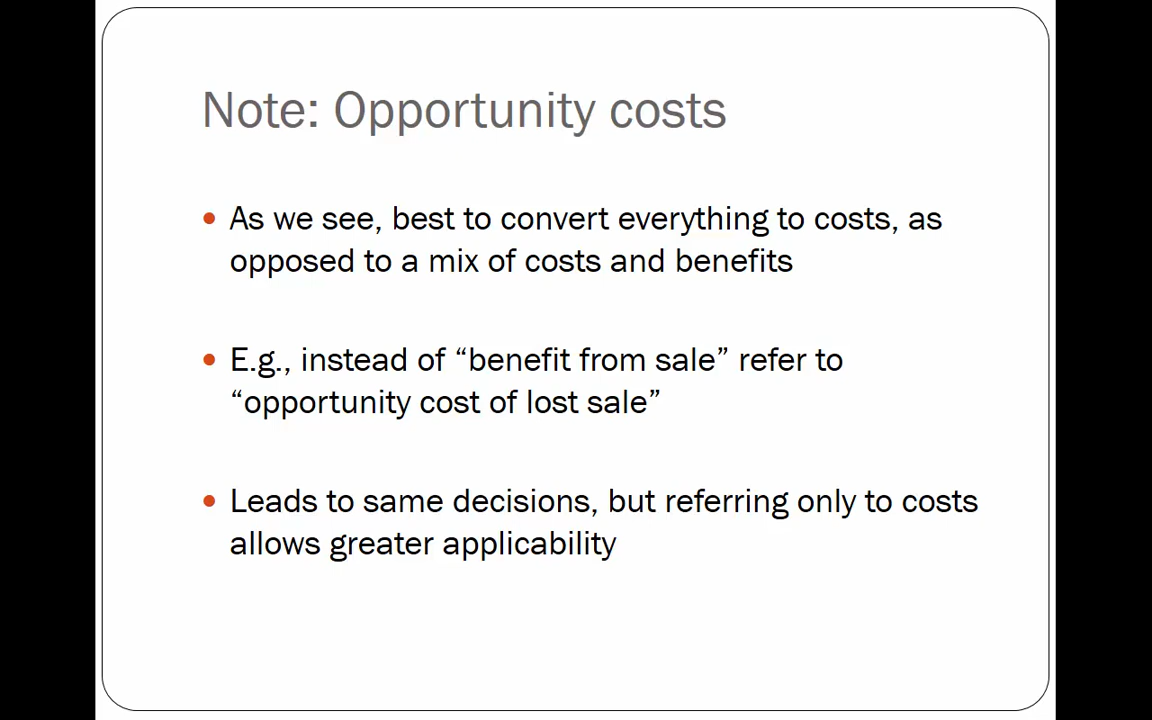 Note: Opportunity costs
• As we see, best to convert everything to costs, as
opposed to a mix of costs and benefits
• E.g., instead of “benefit from sale” refer to
“opportunity cost of lost sale”
• Leads to same decisions, but referring only to costs
allows greater applicability